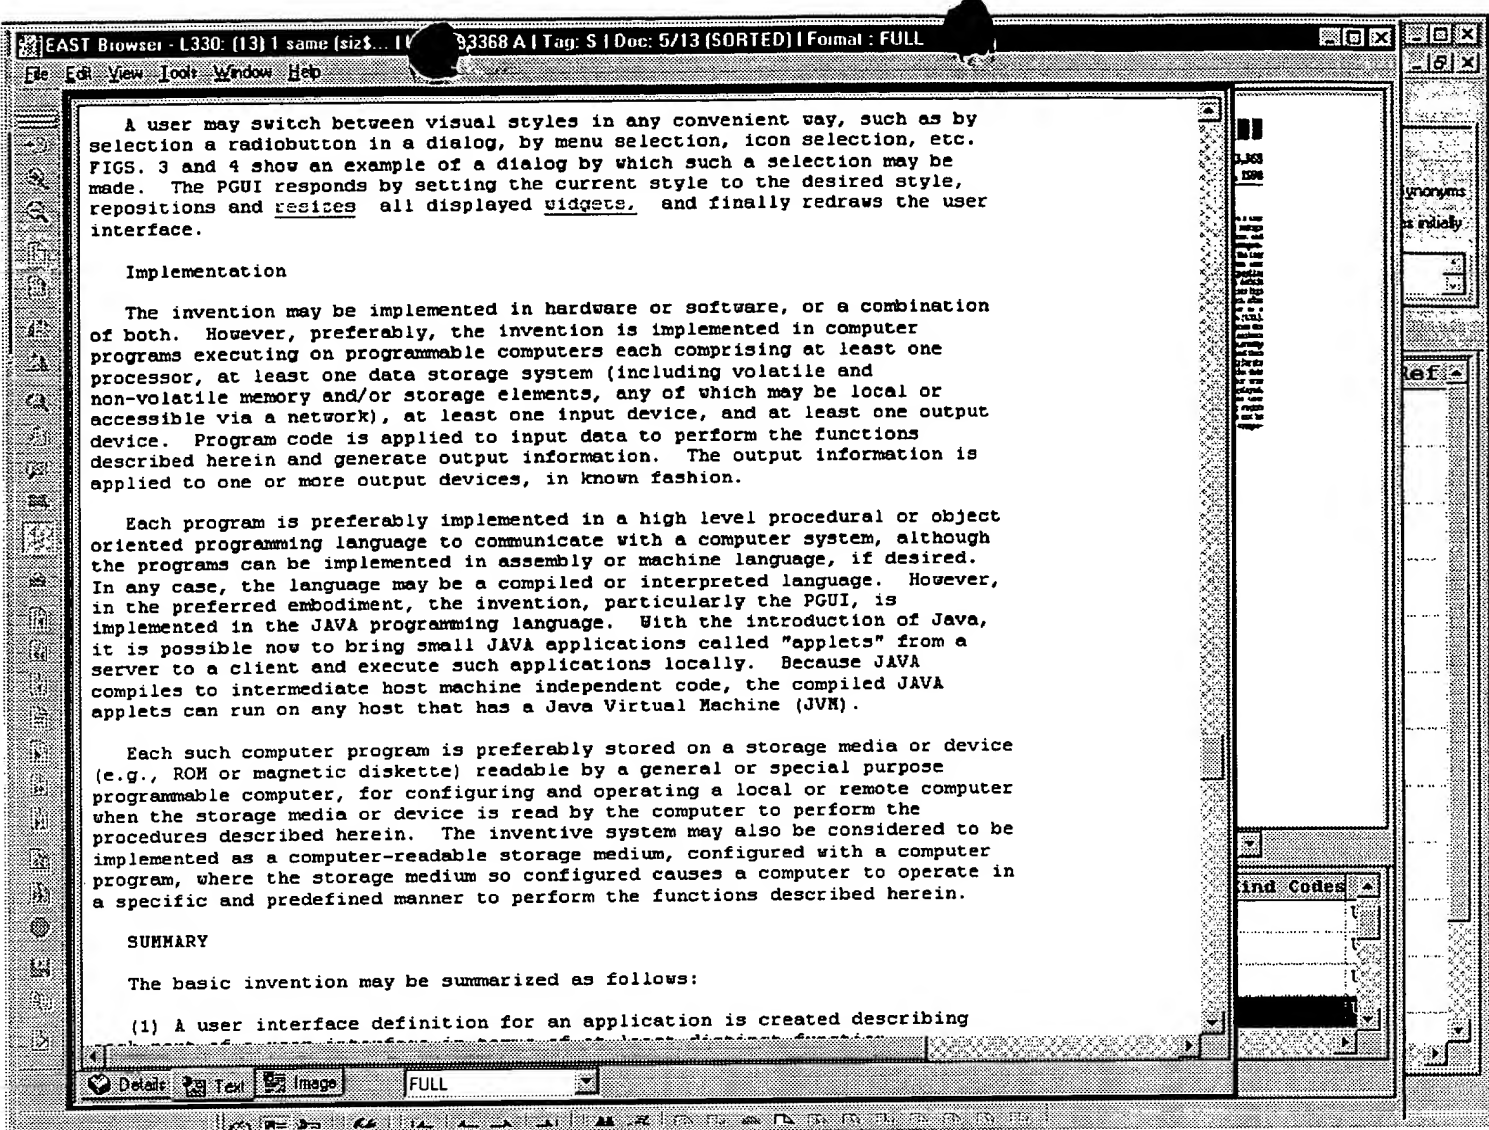 EAST Browser - L330: (13) 1 same (siz$... | 3368 A | Tag: S | Doc: 5/13 (SORTED) | Format : FULL
File Edit View Tools Window Help
A user may switch between visual styles in any convenient way, such as by
selection a radiobutton in a dialog, by menu selection, icon selection, etc.
FIGS. 3 and 4 show an example of a dialog by which such a selection may be
made. The PGUI responds by setting the current style to the desired style,
repositions and resizes all displayed widgets, and finally redraws the user
interface.
Implementation
The invention may be implemented in hardware or software, or a combination
of both. However, preferably, the invention is implemented in computer
programs executing on programmable computers each comprising at least one
processor, at least one data storage system (including volatile and
non-volatile memory and/or storage elements, any of which may be local or
accessible via a network), at least one input device, and at least one output
device. Program code is applied to input data to perform the functions
described herein and generate output information. The output information is
applied to one or more output devices, in known fashion.
Each program is preferably implemented in a high level procedural or object
oriented programming language to communicate with a computer system, although
the programs can be implemented in assembly or machine language, if desired.
In any case, the language may be a compiled or interpreted language. However,
in the preferred embodiment, the invention, particularly the PGUI, is
implemented in the JAVA programming language. With the introduction of Java,
it is possible now to bring small JAVA applications called "applets" from a
server to a client and execute such applications locally. Because JAVA
compiles to intermediate host machine independent code, the compiled JAVA
applets can run on any host that has a Java Virtual Machine (JVM).
Each such computer program is preferably stored on a storage media or device
(e.g., ROM or magnetic diskette) readable by a general or special purpose
programmable computer, for configuring and operating a local or remote computer
when the storage media or device is read by the computer to perform the
procedures described herein. The inventive system may also be considered to be
implemented as a computer-readable storage medium, configured with a computer
program, where the storage medium so configured causes a computer to operate in
a specific and predefined manner to perform the functions described herein.
SUMMARY
The basic invention may be summarized as follows:
(1) A user interface definition for an application is created describing
Details Text Image FULL
3,368
, 1998
ynonyms
s initially
Ref
Kind Codes